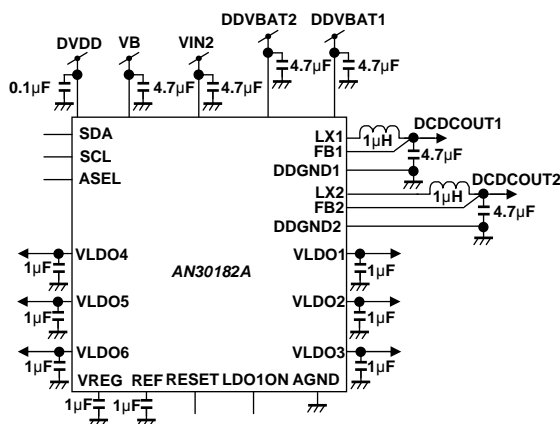 DDVBAT2 DDVBAT1
DVDD VB VIN2
4.7µF 4.7µF
0.1µF 4.7µF 4.7µF
SDA LX1 DCDCOUT1
1µH
SCL FB1
4.7µF
ASEL DDGND1
LX2 DCDCOUT2
1µH
FB2 4.7µF
DDGND2
VLDO4 AN30182A VLDO1
1µF 1µF
VLDO5 VLDO2
1µF 1µF
VLDO6 VLDO3
1µF 1µF
VREG REF RESET LDO1ON AGND
1µF 1µF